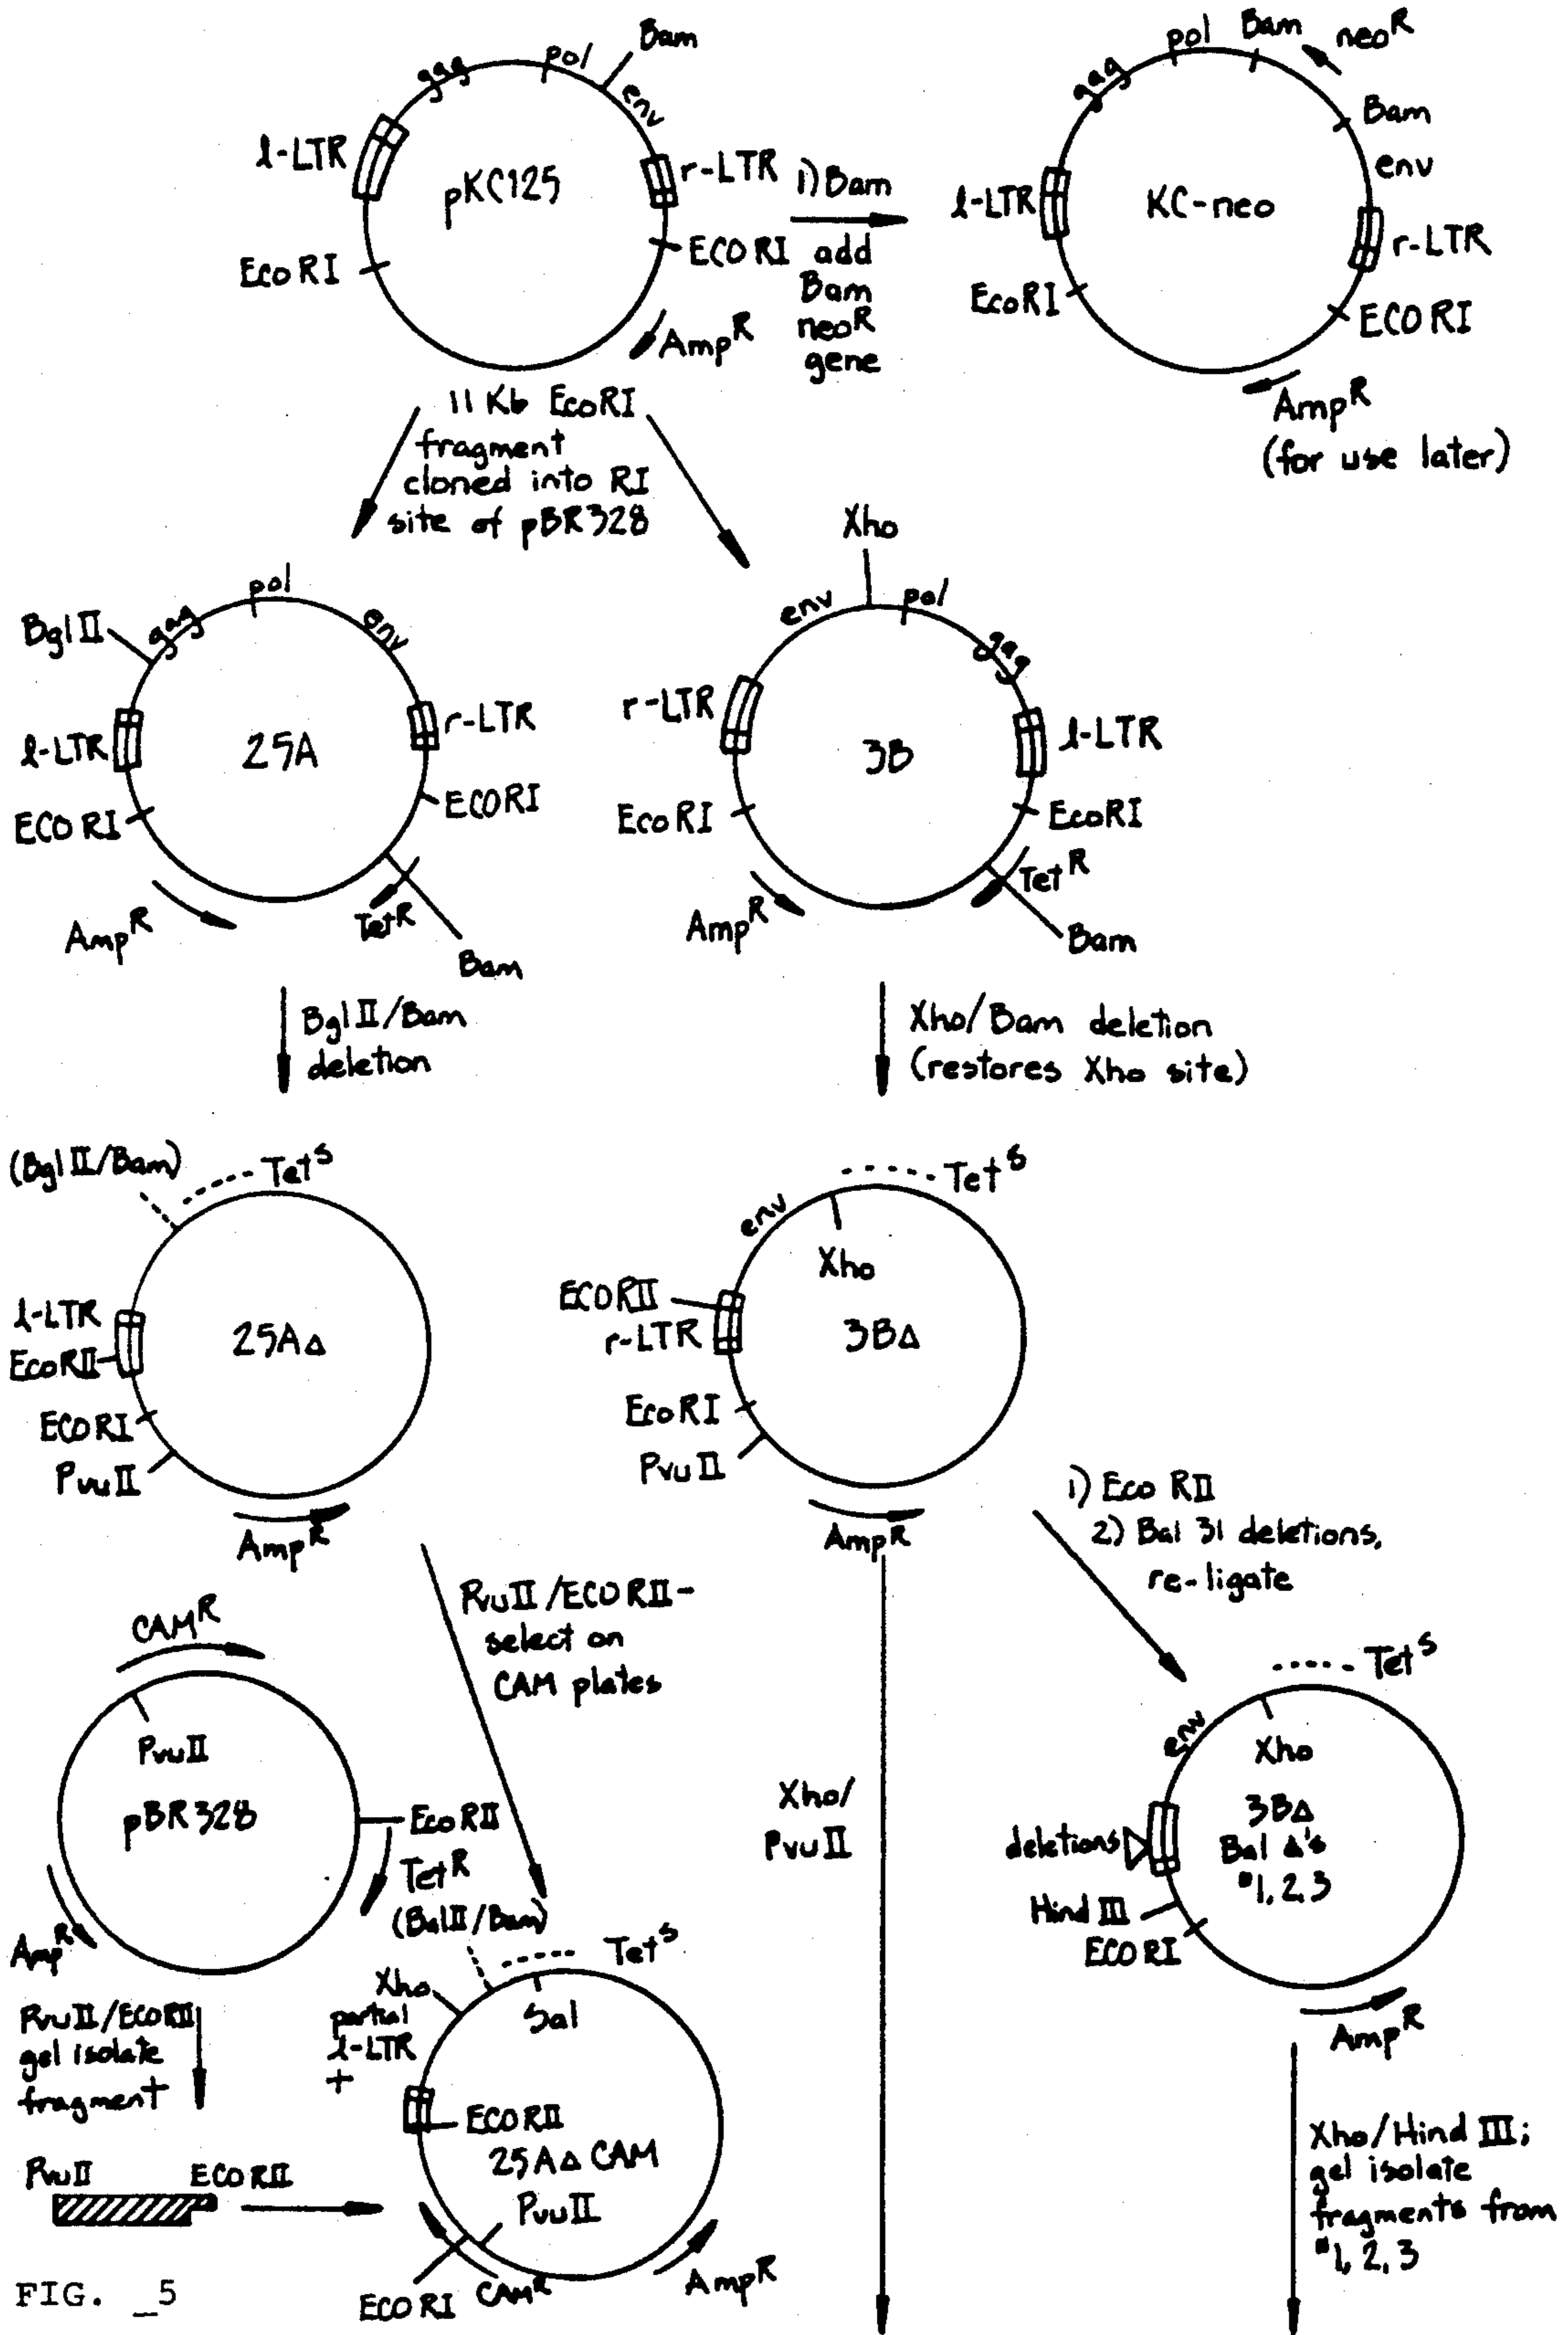 gag
pol
Bam
env
l-LTR
pKC125
r-LTR
EcoRI
ECORI
AmpR
1) Bam
add
Bam
neoR
gene
gag
pol
Bam
neoR
Bam
env
l-LTR
KC-neo
r-LTR
EcoRI
ECORI
AmpR
(for use later)
11 Kb EcoRI
fragment
cloned into RI
site of pBR328
BglII
gag
pol
env
l-LTR
25A
r-LTR
ECORI
ECORI
AmpR
TetR
Bam
Xho
env
pol
gag
r-LTR
3B
l-LTR
EcoRI
EcoRI
AmpR
TetR
Bam
BglII/Bam
deletion
Xho/Bam deletion
(restores Xho site)
(BglII/Bam)
TetS
l-LTR
EcoRII
25AΔ
ECORI
PvuII
AmpR
TetS
env
Xho
ECORII
r-LTR
3BΔ
EcoRI
PvuII
AmpR
1) Eco RII
2) Bal 31 deletions,
re-ligate
PvuII/ECORII-
select on
CAM plates
CAMR
PvuII
pBR328
EcoRII
TetR
AmpR
PvuII/ECORII
gel isolate
fragment
PvuII ECORII
(BalII/Bam)
TetS
Xho
Sal
partial
l-LTR
+
ECORII
25AΔ CAM
PvuII
ECORI
CAMR
AmpR
Xho/
PvuII
TetS
env
Xho
3BΔ
Bal Δ's
#1,2,3
deletions
Hind III
ECORI
AmpR
Xho/Hind III;
gel isolate
fragments from
#1, 2, 3
FIG. _5